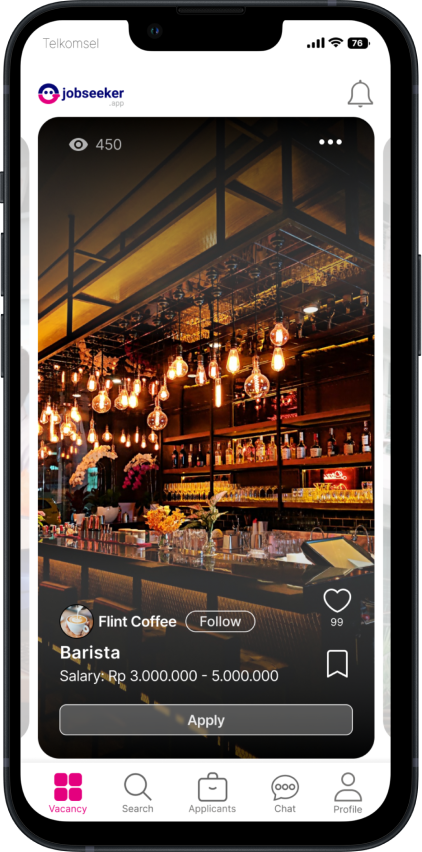 Telkomsel
76
jobseeker
.app
450
Flint Coffee
Follow
99
Barista
Salary: Rp 3.000.000 - 5.000.000
Apply
Vacancy
Search
Applicants
Chat
Profile